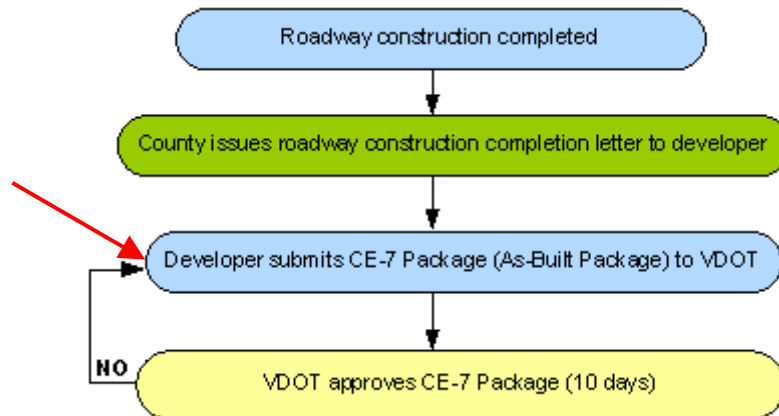 Roadway construction completed
County issues roadway construction completion letter to developer
Developer submits CE-7 Package (As-Built Package) to VDOT
NO
VDOT approves CE-7 Package (10 days)